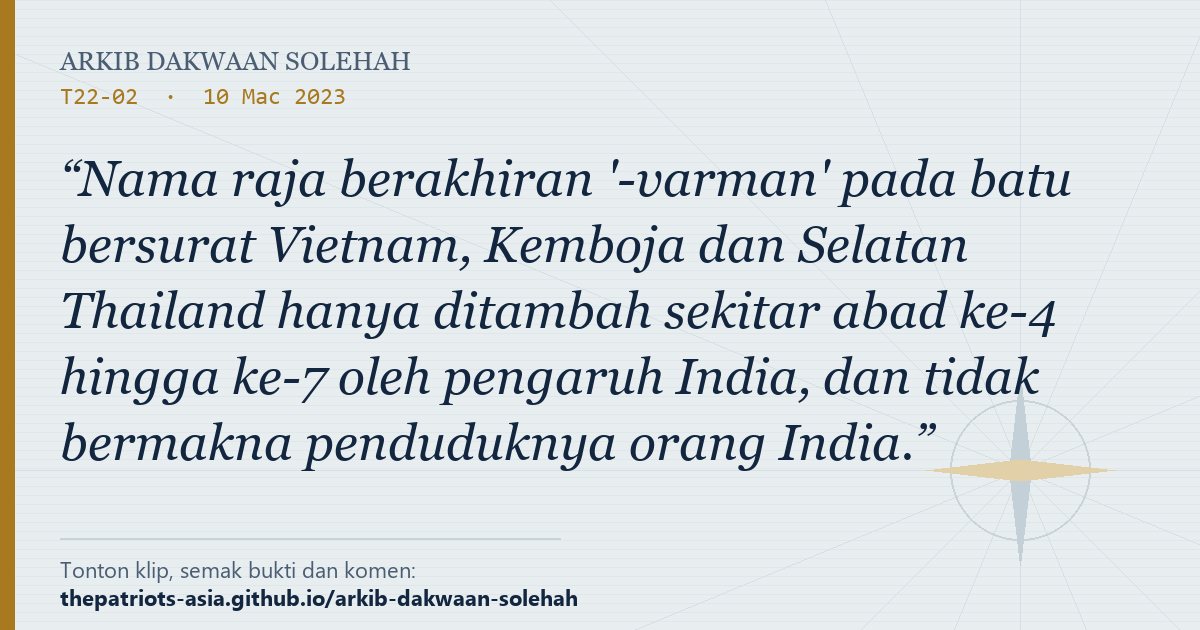 ARKIB DAKWAAN SOLEHAH
T22-02 · 10 Mac 2023
“Nama raja berakhiran '-varman' pada batu
bersurat Vietnam, Kemboja dan Selatan
Thailand hanya ditambah sekitar abad ke-4
hingga ke-7 oleh pengaruh India, dan tidak
bermakna penduduknya orang India.”
Tonton klip, semak bukti dan komen:
thepatriots-asia.github.io/arkib-dakwaan-solehah